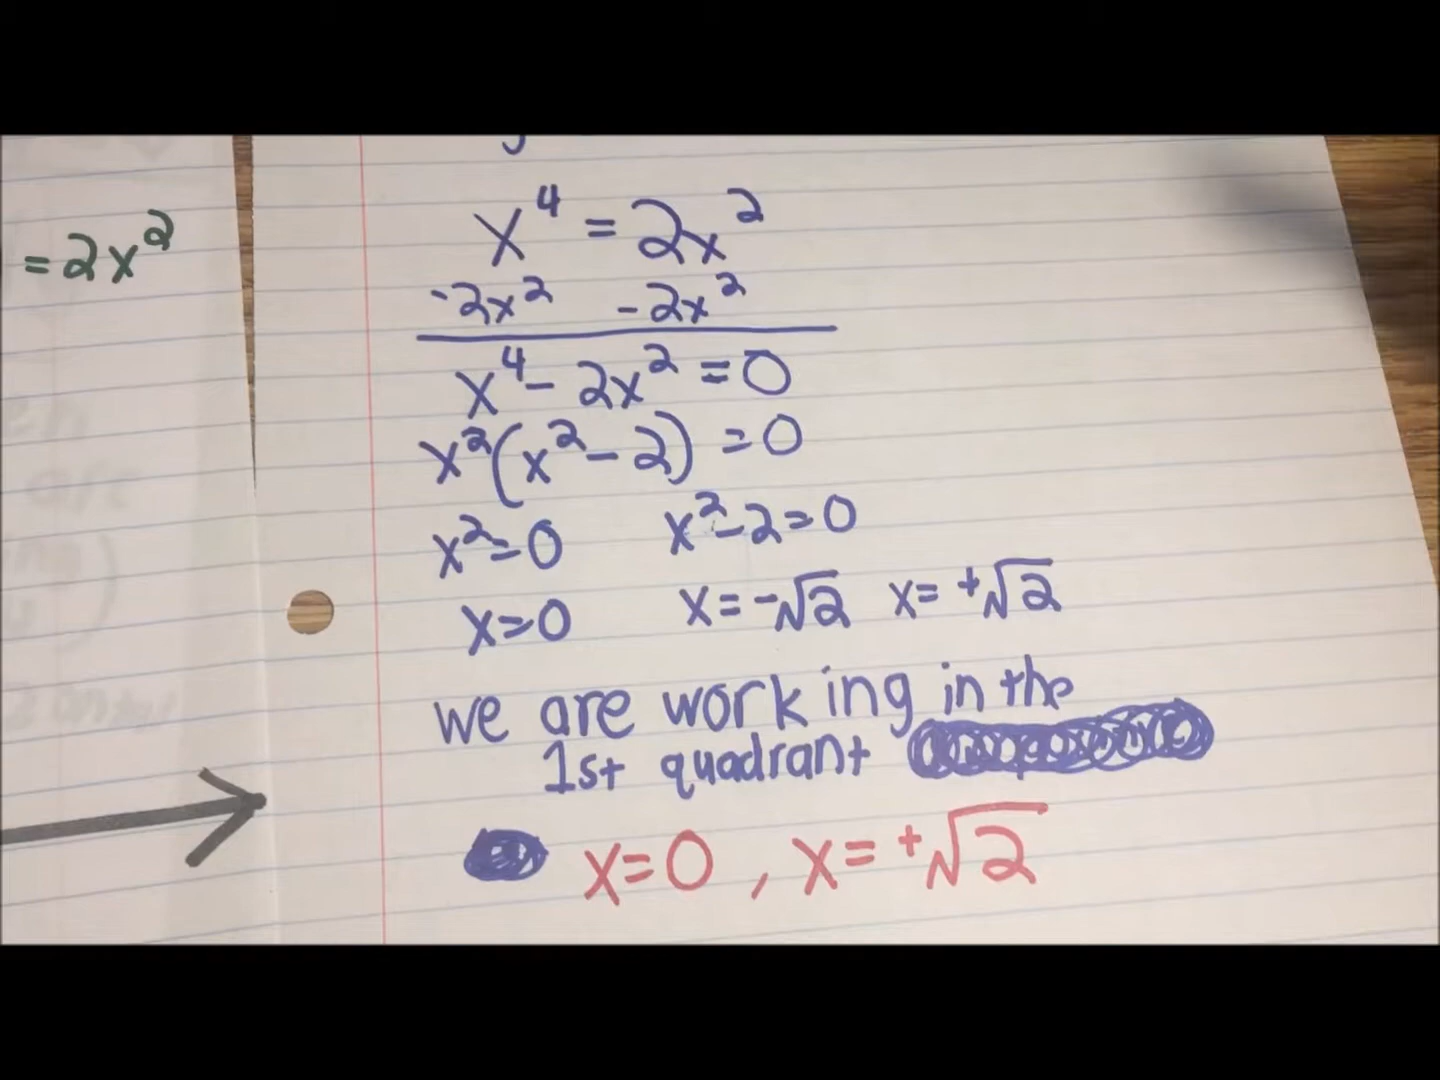 = 2x²
x⁴ = 2x²
-2x² -2x²
x⁴ - 2x² = 0
x²(x² - 2) = 0
x² = 0 x² - 2 = 0
x = 0 x = -√2 x = +√2
we are working in the
1st quadrant
x = 0 , x = +√2